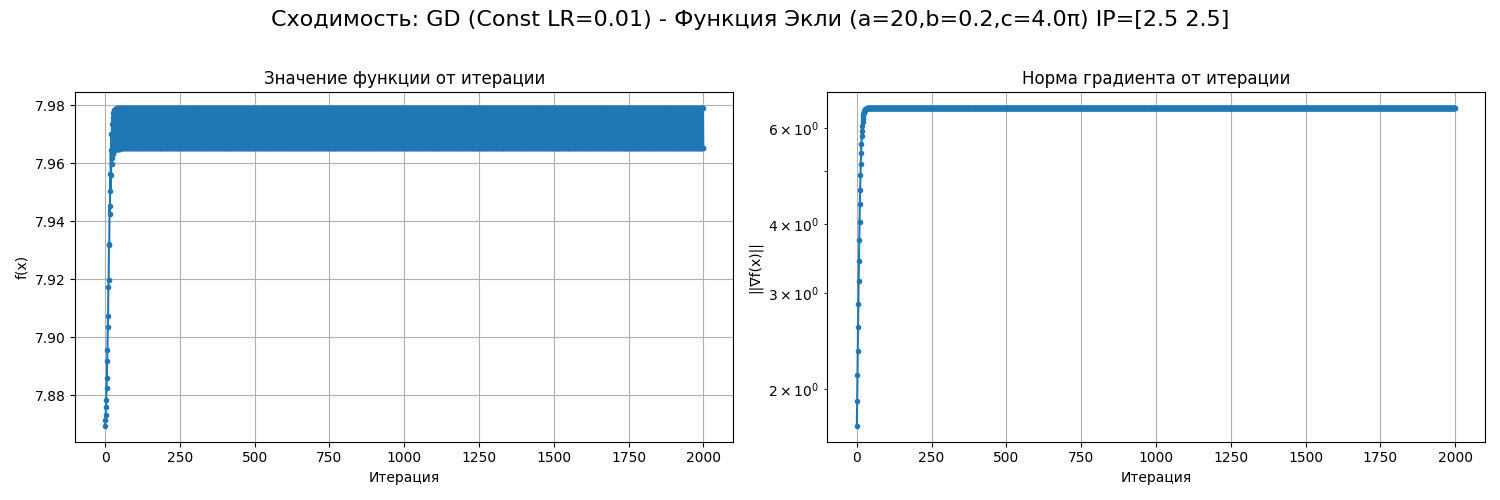 Сходимость: GD (Const LR=0.01) - Функция Экли (a=20,b=0.2,c=4.0π) IP=[2.5 2.5]
Значение функции от итерации
7.98
7.96
7.94
7.92
7.90
7.88
f(x)
0 250 500 750 1000 1250 1500 1750 2000
Итерация
Норма градиента от итерации
6 × 10⁰
4 × 10⁰
3 × 10⁰
2 × 10⁰
||∇f(x)||
0 250 500 750 1000 1250 1500 1750 2000
Итерация